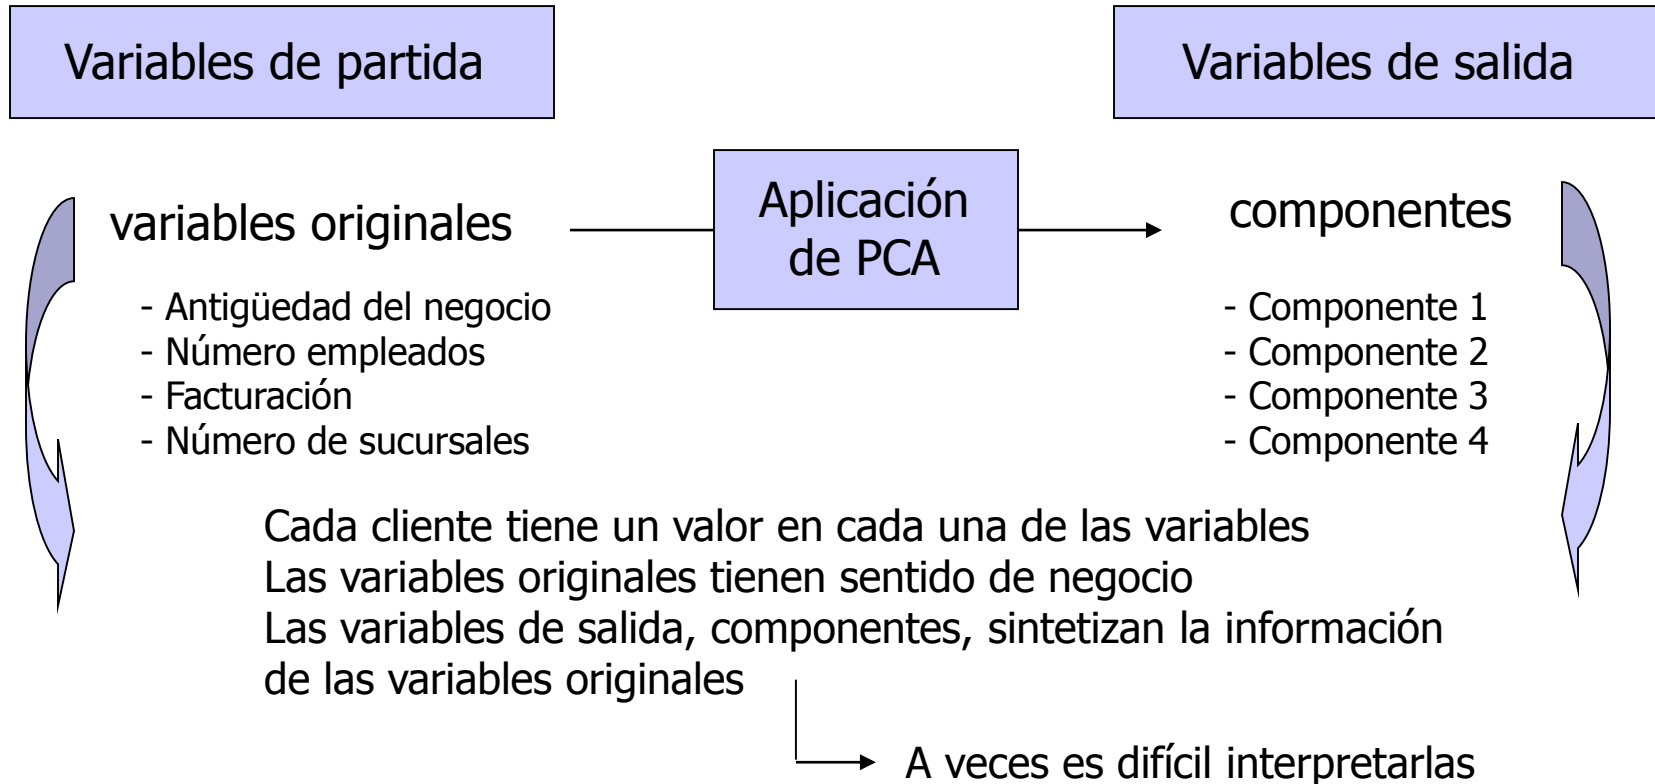 Variables de partida
Variables de salida
Aplicación
de PCA
variables originales
componentes
- Antigüedad del negocio
- Número empleados
- Facturación
- Número de sucursales
- Componente 1
- Componente 2
- Componente 3
- Componente 4
Cada cliente tiene un valor en cada una de las variables
Las variables originales tienen sentido de negocio
Las variables de salida, componentes, sintetizan la información
de las variables originales
A veces es difícil interpretarlas